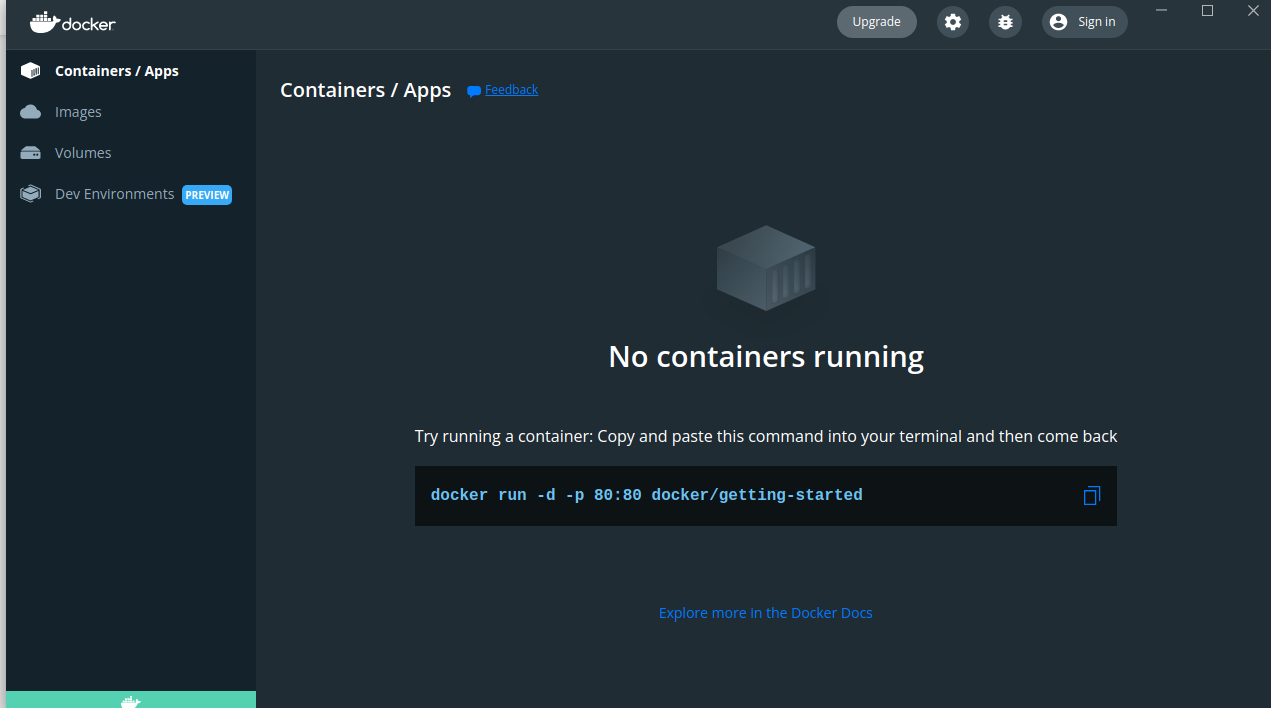 docker
Upgrade
Sign in
Containers / Apps
Images
Volumes
Dev Environments PREVIEW
Containers / Apps Feedback
No containers running
Try running a container: Copy and paste this command into your terminal and then come back
docker run -d -p 80:80 docker/getting-started
Explore more in the Docker Docs